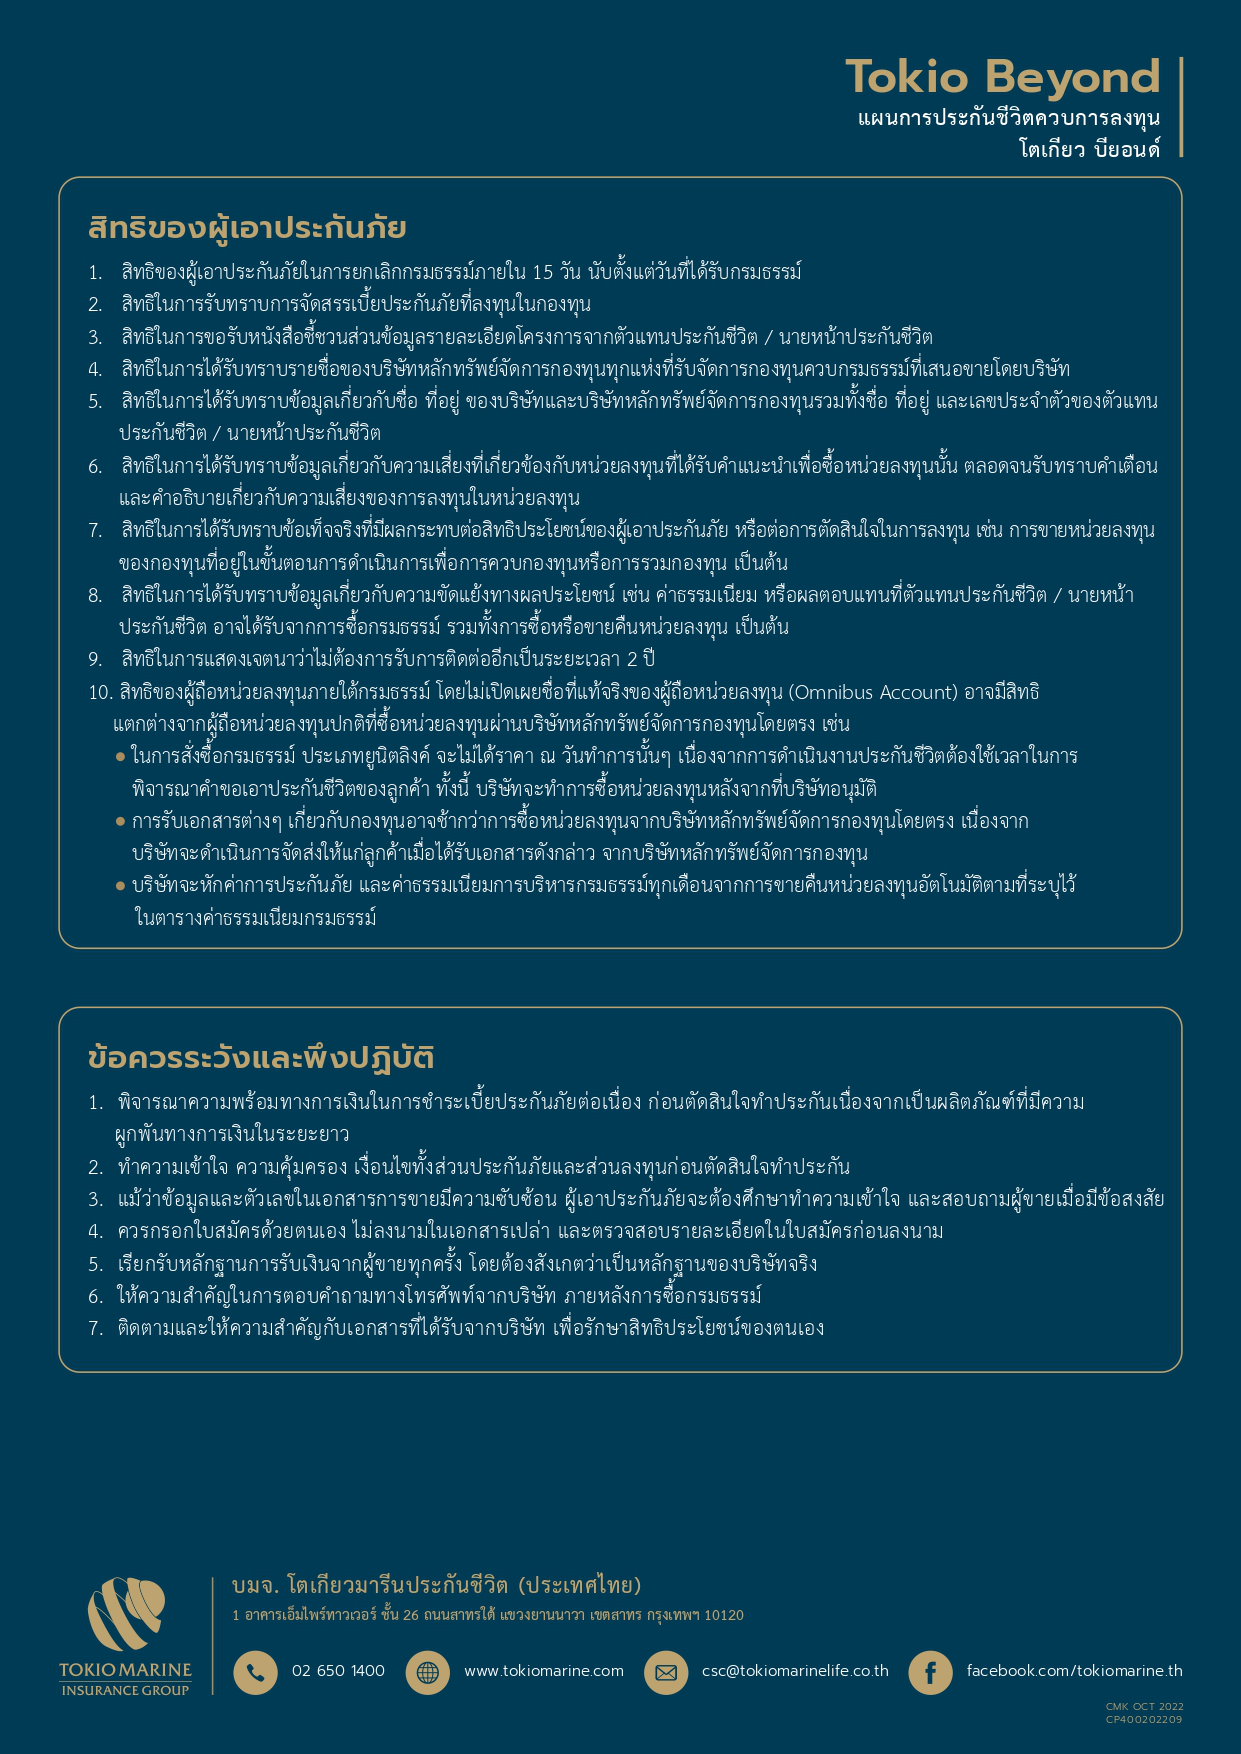 Tokio Beyond
แผนการประกันชีวิตควบการลงทุน
โตเกียว บียอนด์
สิทธิของผู้เอาประกันภัย
1. สิทธิของผู้เอาประกันภัยในการยกเลิกกรมธรรม์ภายใน 15 วัน นับตั้งแต่วันที่ได้รับกรมธรรม์
2. สิทธิในการรับทราบการจัดสรรเบี้ยประกันภัยที่ลงทุนในกองทุน
3. สิทธิในการขอรับหนังสือชี้ชวนส่วนข้อมูลรายละเอียดโครงการจากตัวแทนประกันชีวิต / นายหน้าประกันชีวิต
4. สิทธิในการได้รับทราบรายชื่อของบริษัทหลักทรัพย์จัดการกองทุนทุกแห่งที่รับจัดการกองทุนควบกรมธรรม์ที่เสนอขายโดยบริษัท
5. สิทธิในการได้รับทราบข้อมูลเกี่ยวกับชื่อ ที่อยู่ ของบริษัทและบริษัทหลักทรัพย์จัดการกองทุนรวมทั้งชื่อ ที่อยู่ และเลขประจำตัวของตัวแทน
ประกันชีวิต / นายหน้าประกันชีวิต
6. สิทธิในการได้รับทราบข้อมูลเกี่ยวกับความเสี่ยงที่เกี่ยวข้องกับหน่วยลงทุนที่ได้รับคำแนะนำเพื่อซื้อหน่วยลงทุนนั้น ตลอดจนรับทราบคำเตือน
และคำอธิบายเกี่ยวกับความเสี่ยงของการลงทุนในหน่วยลงทุน
7. สิทธิในการได้รับทราบข้อเท็จจริงที่มีผลกระทบต่อสิทธิประโยชน์ของผู้เอาประกันภัย หรือต่อการตัดสินใจในการลงทุน เช่น การขายหน่วยลงทุน
ของกองทุนที่อยู่ในขั้นตอนการดำเนินการเพื่อการควบกองทุนหรือการรวมกองทุน เป็นต้น
8. สิทธิในการได้รับทราบข้อมูลเกี่ยวกับความขัดแย้งทางผลประโยชน์ เช่น ค่าธรรมเนียม หรือผลตอบแทนที่ตัวแทนประกันชีวิต / นายหน้า
ประกันชีวิต อาจได้รับจากการซื้อกรมธรรม์ รวมทั้งการซื้อหรือขายคืนหน่วยลงทุน เป็นต้น
9. สิทธิในการแสดงเจตนาว่าไม่ต้องการรับการติดต่ออีกเป็นระยะเวลา 2 ปี
10. สิทธิของผู้ถือหน่วยลงทุนภายใต้กรมธรรม์ โดยไม่เปิดเผยชื่อที่แท้จริงของผู้ถือหน่วยลงทุน (Omnibus Account) อาจมีสิทธิ
แตกต่างจากผู้ถือหน่วยลงทุนปกติที่ซื้อหน่วยลงทุนผ่านบริษัทหลักทรัพย์จัดการกองทุนโดยตรง เช่น
● ในการสั่งซื้อกรมธรรม์ ประเภทยูนิตลิงค์ จะไม่ได้ราคา ณ วันทำการนั้นๆ เนื่องจากการดำเนินงานประกันชีวิตต้องใช้เวลาในการ
พิจารณาคำขอเอาประกันชีวิตของลูกค้า ทั้งนี้ บริษัทจะทำการซื้อหน่วยลงทุนหลังจากที่บริษัทอนุมัติ
● การรับเอกสารต่างๆ เกี่ยวกับกองทุนอาจช้ากว่าการซื้อหน่วยลงทุนจากบริษัทหลักทรัพย์จัดการกองทุนโดยตรง เนื่องจาก
บริษัทจะดำเนินการจัดส่งให้แก่ลูกค้าเมื่อได้รับเอกสารดังกล่าว จากบริษัทหลักทรัพย์จัดการกองทุน
● บริษัทจะหักค่าการประกันภัย และค่าธรรมเนียมการบริหารกรมธรรม์ทุกเดือนจากการขายคืนหน่วยลงทุนอัตโนมัติตามที่ระบุไว้
ในตารางค่าธรรมเนียมกรมธรรม์
ข้อควรระวังและพึงปฏิบัติ
1. พิจารณาความพร้อมทางการเงินในการชำระเบี้ยประกันภัยต่อเนื่อง ก่อนตัดสินใจทำประกันเนื่องจากเป็นผลิตภัณฑ์ที่มีความ
ผูกพันทางการเงินในระยะยาว
2. ทำความเข้าใจ ความคุ้มครอง เงื่อนไขทั้งส่วนประกันภัยและส่วนลงทุนก่อนตัดสินใจทำประกัน
3. แม้ว่าข้อมูลและตัวเลขในเอกสารการขายมีความซับซ้อน ผู้เอาประกันภัยจะต้องศึกษาทำความเข้าใจ และสอบถามผู้ขายเมื่อมีข้อสงสัย
4. ควรกรอกใบสมัครด้วยตนเอง ไม่ลงนามในเอกสารเปล่า และตรวจสอบรายละเอียดในใบสมัครก่อนลงนาม
5. เรียกรับหลักฐานการรับเงินจากผู้ขายทุกครั้ง โดยต้องสังเกตว่าเป็นหลักฐานของบริษัทจริง
6. ให้ความสำคัญในการตอบคำถามทางโทรศัพท์จากบริษัท ภายหลังการซื้อกรมธรรม์
7. ติดตามและให้ความสำคัญกับเอกสารที่ได้รับจากบริษัท เพื่อรักษาสิทธิประโยชน์ของตนเอง
TOKIO MARINE
INSURANCE GROUP
บมจ. โตเกียวมารีนประกันชีวิต (ประเทศไทย)
1 อาคารเอ็มไพร์ทาวเวอร์ ชั้น 26 ถนนสาทรใต้ แขวงยานนาวา เขตสาทร กรุงเทพฯ 10120
02 650 1400
www.tokiomarine.com
csc@tokiomarinelife.co.th
facebook.com/tokiomarine.th
CMK OCT 2022
CP400202209